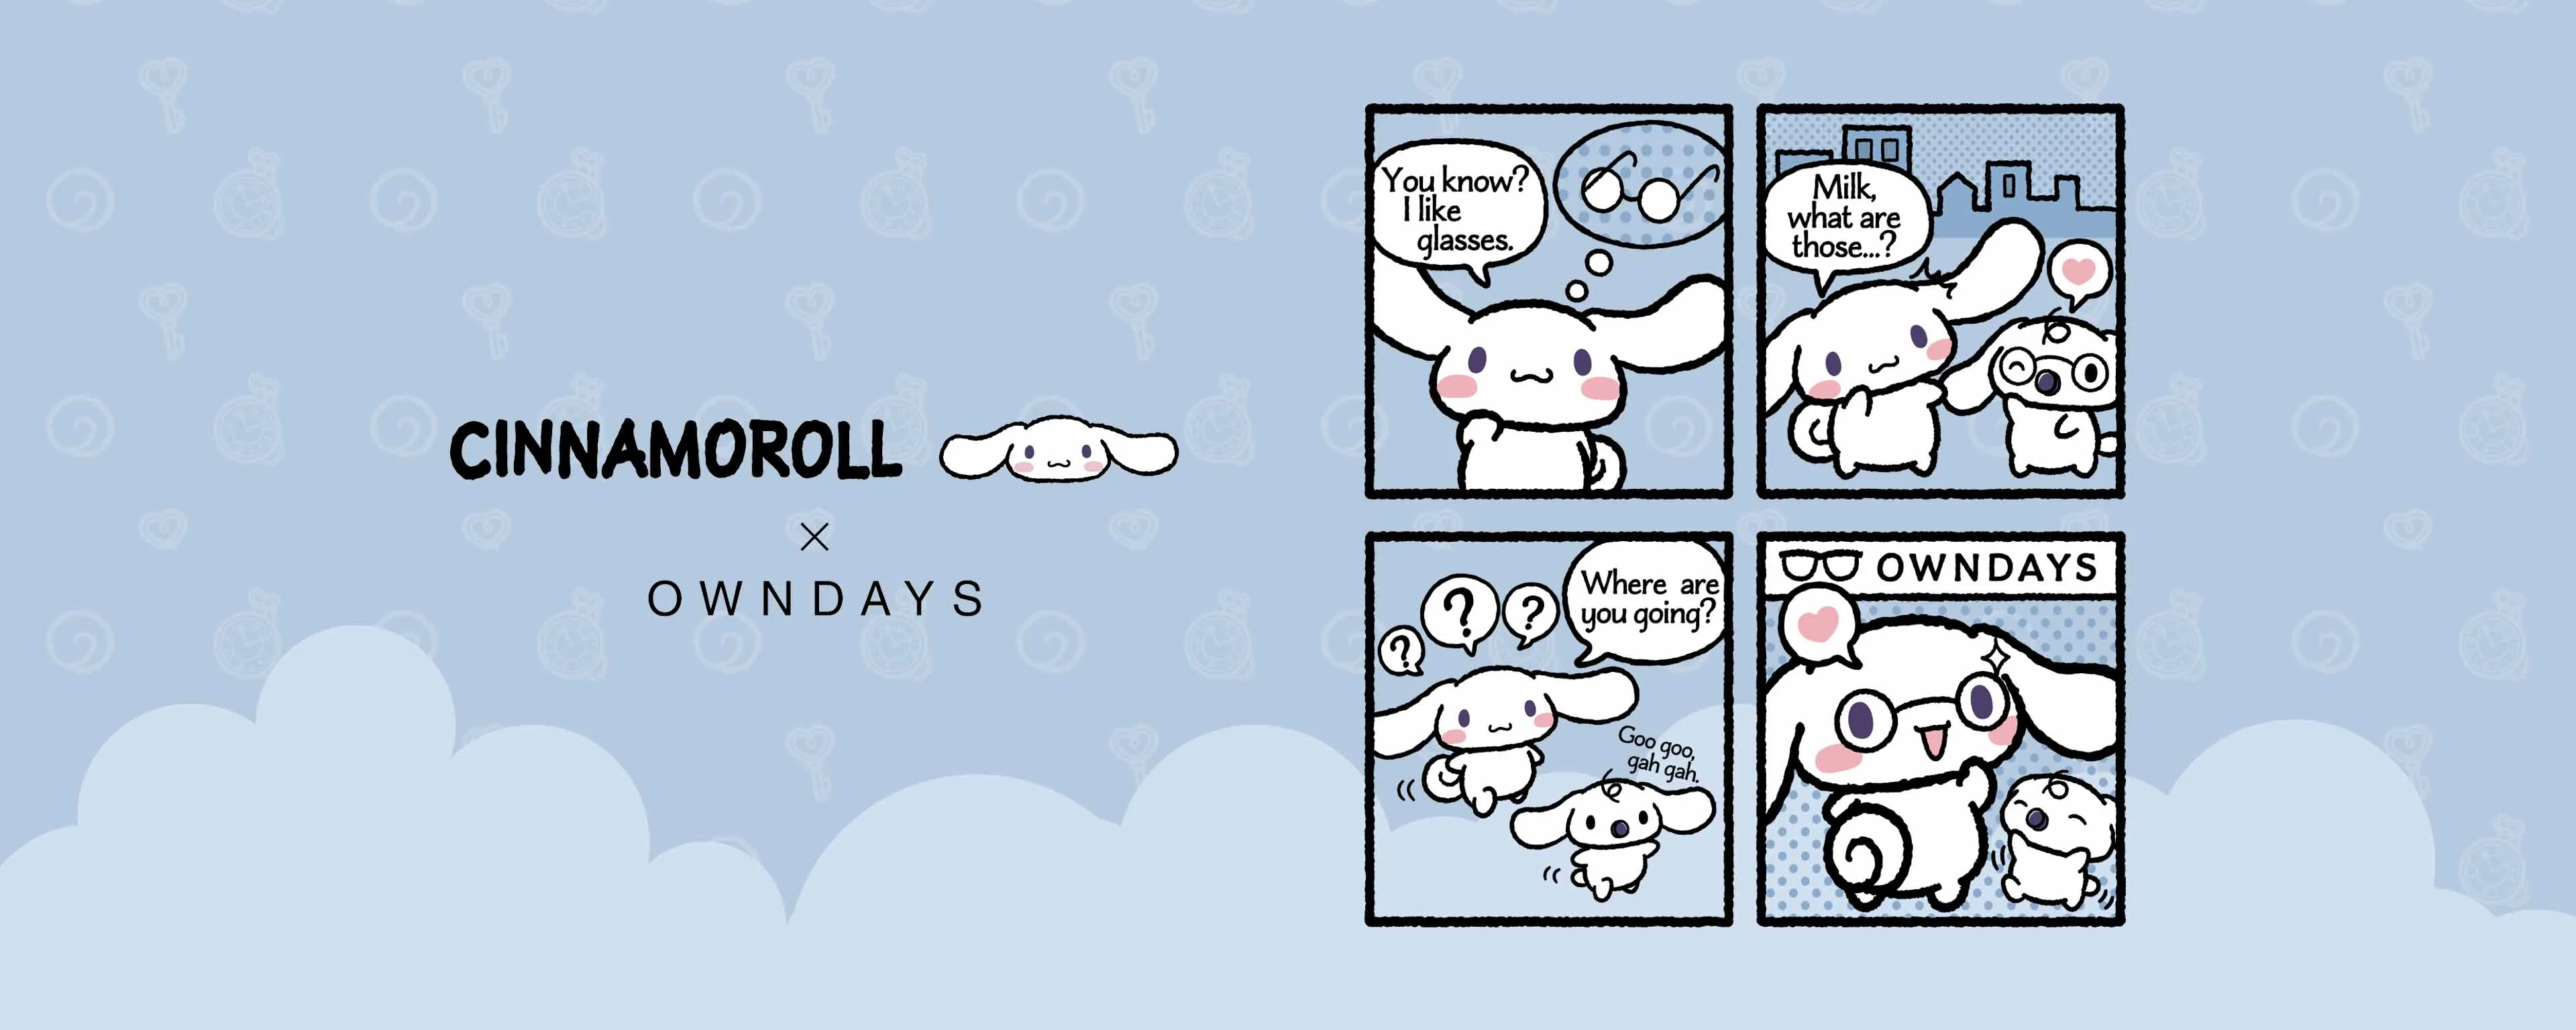 CINNAMOROLL
×
OWNDAYS
You know?
I like
glasses.
Milk,
what are
those...?
?
?
?
Where are
you going?
Goo goo,
gah gah.
OWNDAYS